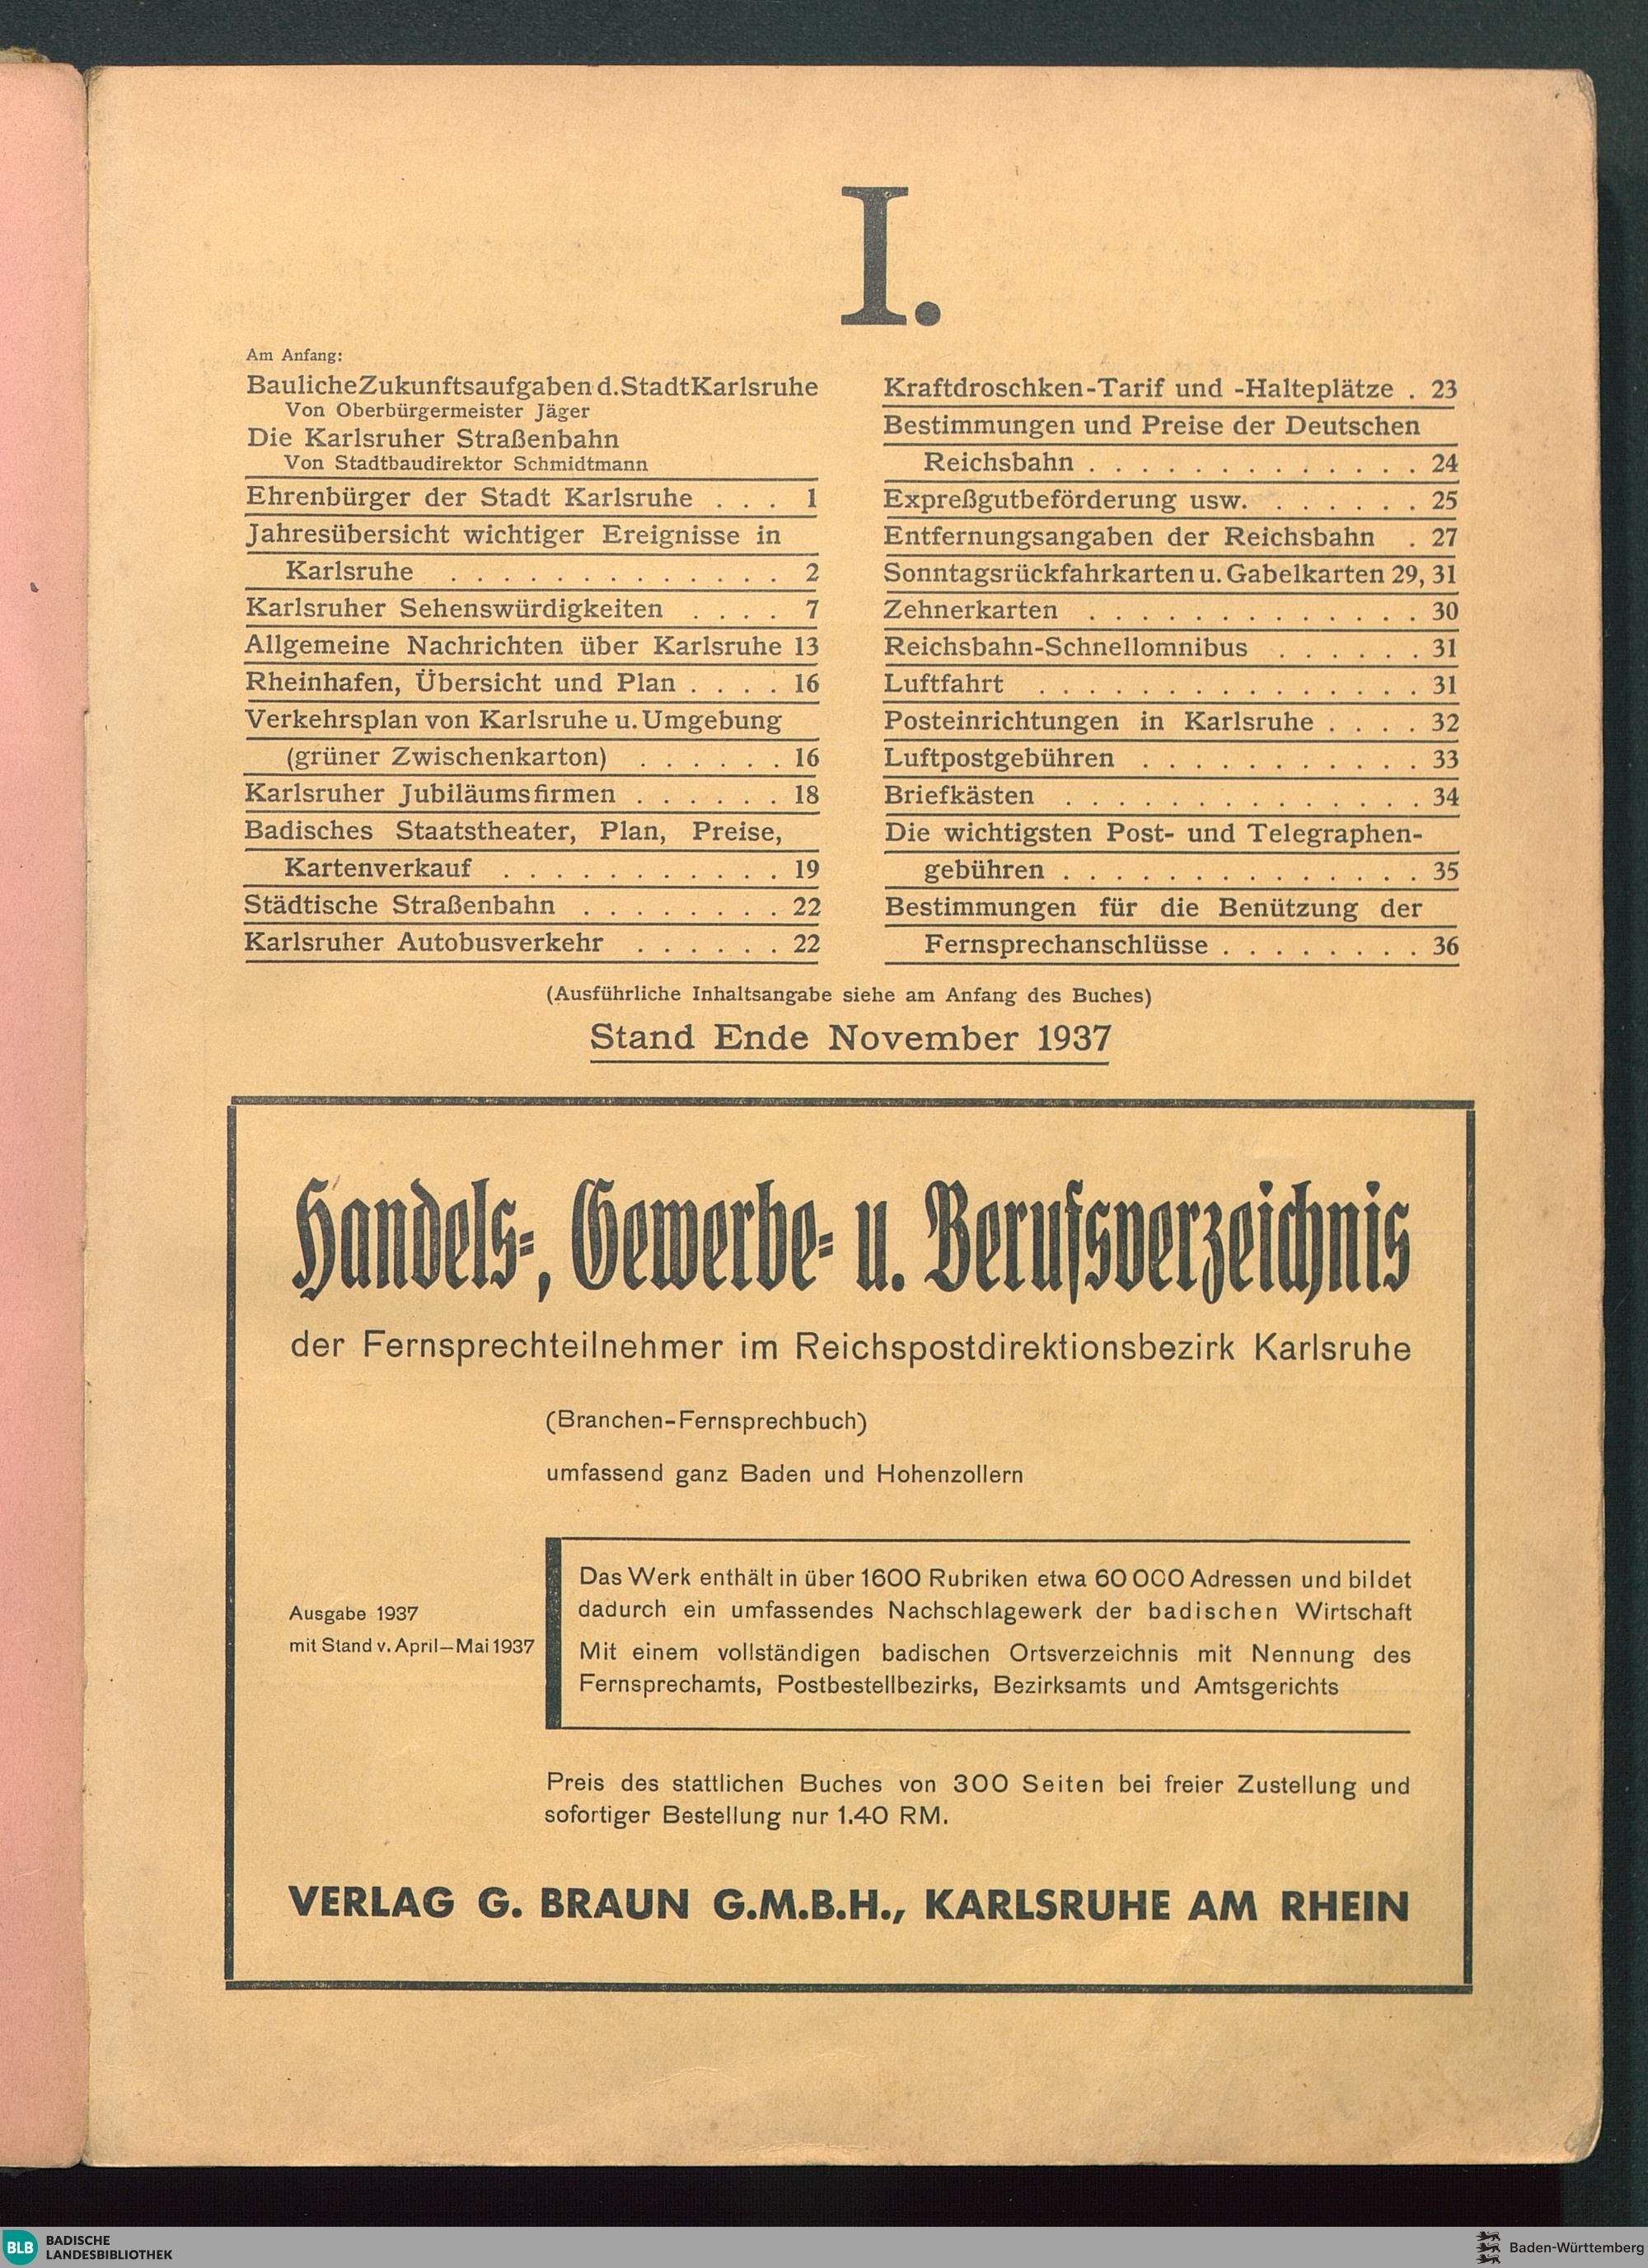 I.
Am Anfang:
Bauliche Zukunftsaufgaben d. Stadt Karlsruhe
Von Oberbürgermeister Jäger
Die Karlsruher Straßenbahn
Von Stadtbaudirektor Schmidtmann
Ehrenbürger der Stadt Karlsruhe . . . 1
Jahresübersicht wichtiger Ereignisse in
Karlsruhe . . . . . . . . . . . . . 2
Karlsruher Sehenswürdigkeiten . . . . 7
Allgemeine Nachrichten über Karlsruhe 13
Rheinhafen, Übersicht und Plan . . . . 16
Verkehrsplan von Karlsruhe u. Umgebung
(grüner Zwischenkarton) . . . . . . 16
Karlsruher Jubiläumsfirmen . . . . . . 18
Badisches Staatstheater, Plan, Preise,
Kartenverkauf . . . . . . . . . . . 19
Städtische Straßenbahn . . . . . . . . 22
Karlsruher Autobusverkehr . . . . . . 22
Kraftdroschken-Tarif und -Halteplätze . 23
Bestimmungen und Preise der Deutschen
Reichsbahn . . . . . . . . . . . . . 24
Expreßgutbeförderung usw. . . . . . . 25
Entfernungsangaben der Reichsbahn . 27
Sonntagsrückfahrkarten u. Gabelkarten 29, 31
Zehnerkarten . . . . . . . . . . . . . 30
Reichsbahn-Schnellomnibus . . . . . . 31
Luftfahrt . . . . . . . . . . . . . . . 31
Posteinrichtungen in Karlsruhe . . . . 32
Luftpostgebühren . . . . . . . . . . . 33
Briefkästen . . . . . . . . . . . . . . 34
Die wichtigsten Post- und Telegraphen-
gebühren . . . . . . . . . . . . . . 35
Bestimmungen für die Benützung der
Fernsprechanschlüsse . . . . . . . . 36
(Ausführliche Inhaltsangabe siehe am Anfang des Buches)
Stand Ende November 1937
Handels-, Gewerbe- u. Berufsverzeichnis
der Fernsprechteilnehmer im Reichspostdirektionsbezirk Karlsruhe
(Branchen-Fernsprechbuch)
umfassend ganz Baden und Hohenzollern
Ausgabe 1937
mit Stand v. April—Mai 1937
Das Werk enthält in über 1600 Rubriken etwa 60 000 Adressen und bildet
dadurch ein umfassendes Nachschlagewerk der badischen Wirtschaft
Mit einem vollständigen badischen Ortsverzeichnis mit Nennung des
Fernsprechamts, Postbestellbezirks, Bezirksamts und Amtsgerichts
Preis des stattlichen Buches von 300 Seiten bei freier Zustellung und
sofortiger Bestellung nur 1.40 RM.
VERLAG G. BRAUN G.M.B.H., KARLSRUHE AM RHEIN
BLB BADISCHE
LANDESBIBLIOTHEK
Baden-Württemberg